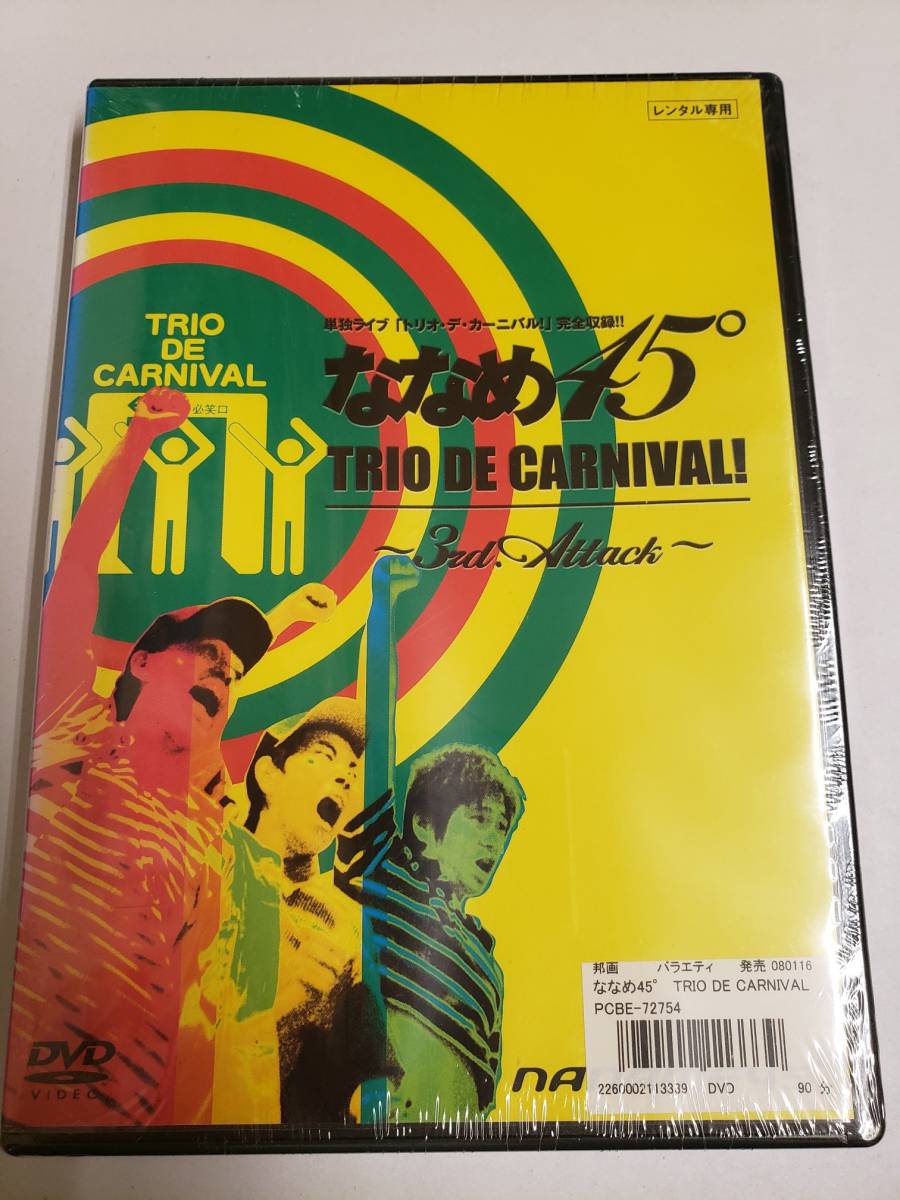 レンタル専用
単独ライブ「トリオ・デ・カーニバル!」完全収録!!
ななめ45°
TRIO DE CARNIVAL!
〜3rd. Attack〜
TRIO
DE
CARNIVAL
必笑口
DVD
VIDEO
邦画 バラエティ 発売 080116
ななめ45° TRIO DE CARNIVAL
PCBE-72754
2260002113339 DVD 90 分